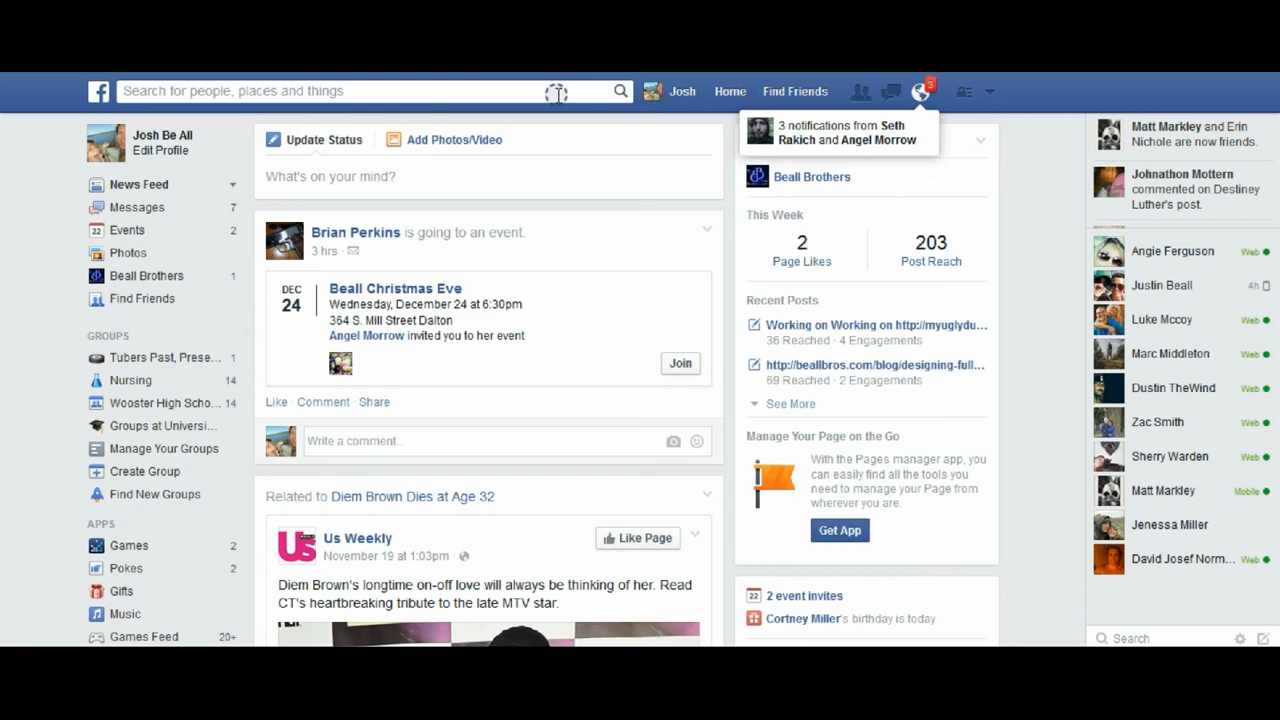 Search for people, places and things
Josh
Home
Find Friends
3
3 notifications from Seth
Rakich and Angel Morrow
Josh Be All
Edit Profile
News Feed
Messages 7
Events 2
Photos
Beall Brothers 1
Find Friends
GROUPS
Tubers Past, Prese... 1
Nursing 14
Wooster High Scho... 14
Groups at Universi...
Manage Your Groups
Create Group
Find New Groups
APPS
Games 2
Pokes 2
Gifts
Music
Games Feed 20+
Update Status
Add Photos/Video
What's on your mind?
Brian Perkins is going to an event.
3 hrs
DEC
24
Beall Christmas Eve
Wednesday, December 24 at 6:30pm
364 S. Mill Street Dalton
Angel Morrow invited you to her event
Join
Like · Comment · Share
Write a comment...
Related to Diem Brown Dies at Age 32
Us Weekly
November 19 at 1:03pm
Like Page
Diem Brown's longtime on-off love will always be thinking of her. Read
CT's heartbreaking tribute to the late MTV star.
Beall Brothers
This Week
2
Page Likes
203
Post Reach
Recent Posts
Working on Working on http://myuglydu...
36 Reached · 4 Engagements
http://beallbros.com/blog/designing-full...
69 Reached · 2 Engagements
See More
Manage Your Page on the Go
With the Pages manager app, you
can easily find all the tools you
need to manage your Page from
wherever you are.
Get App
22 2 event invites
Cortney Miller's birthday is today
Matt Markley and Erin
Nichole are now friends.
Johnathon Mottern
commented on Destiney
Luther's post.
Angie Ferguson Web
Justin Beall 4h
Luke Mccoy Web
Marc Middleton Web
Dustin TheWind Web
Zac Smith Web
Sherry Warden Web
Matt Markley Mobile
Jenessa Miller
David Josef Norm... Web
Search